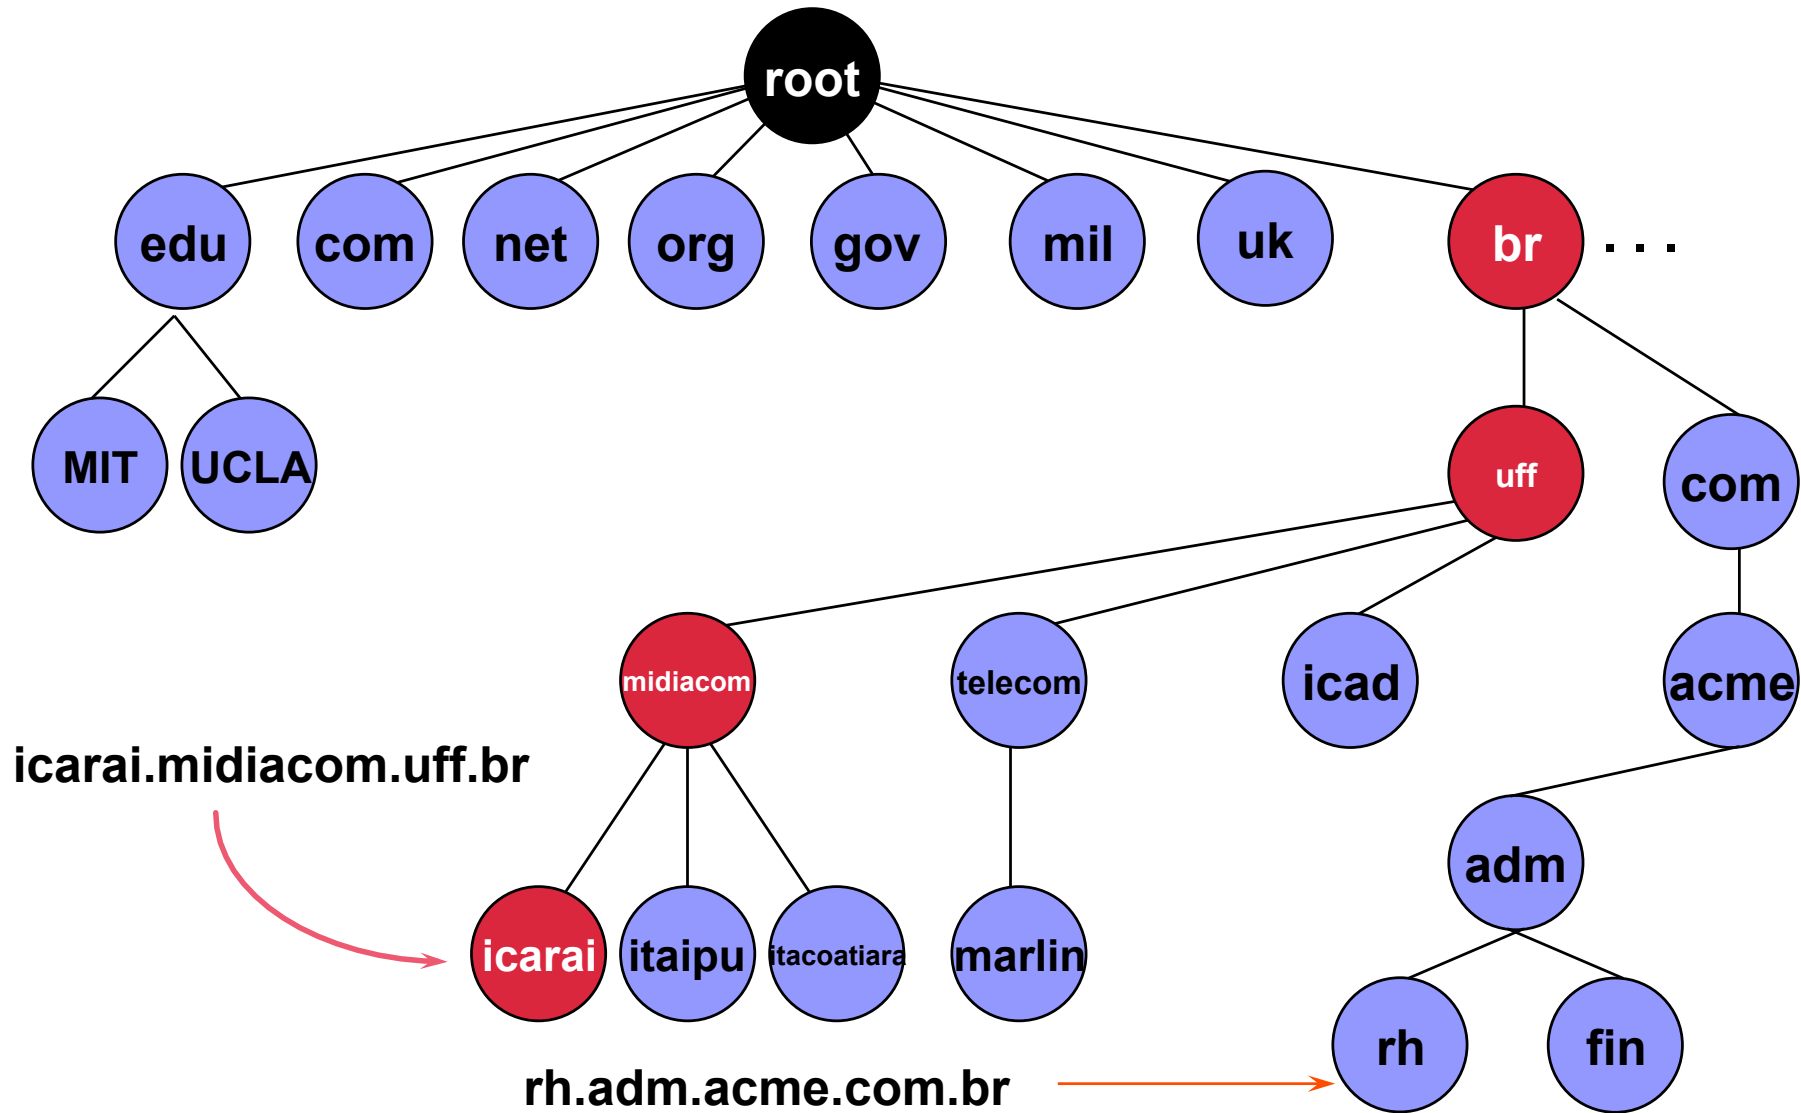 root
edu com net org gov mil uk br . . .
MIT UCLA uff com
midiacom telecom icad acme
icarai.midiacom.uff.br
adm
icarai itaipu itacoatiara marlin
rh fin
rh.adm.acme.com.br